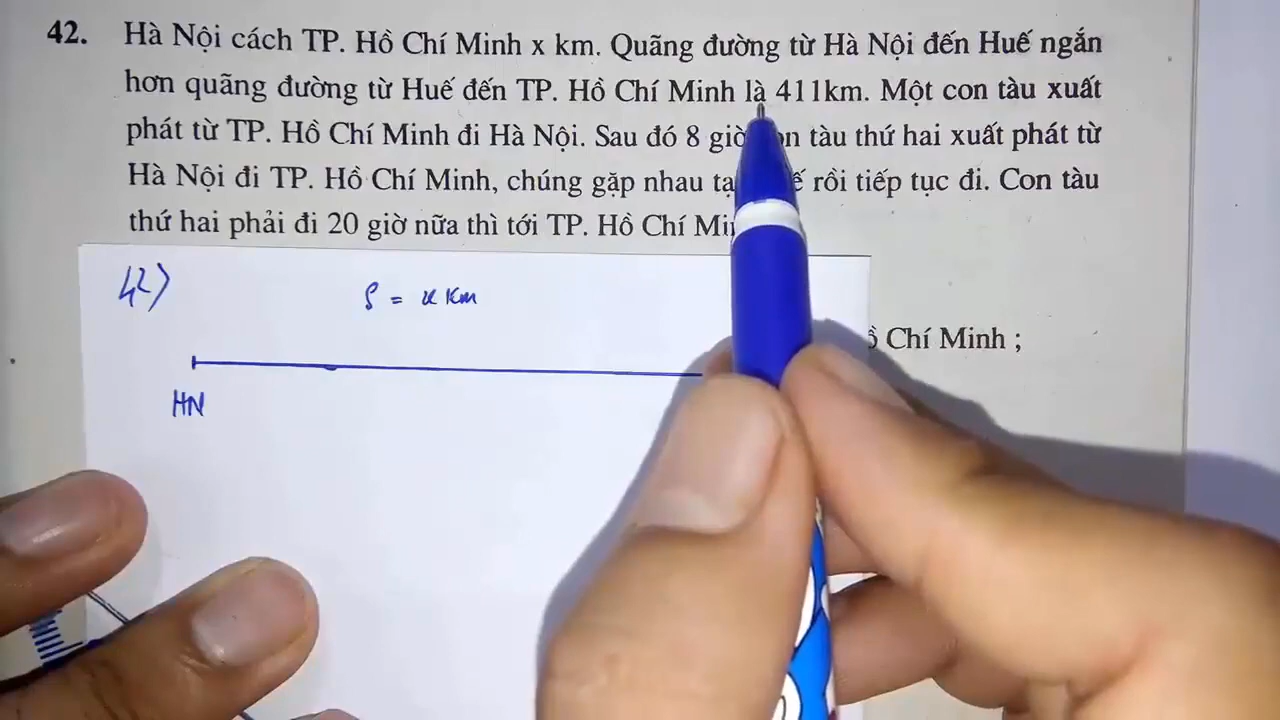 42. Hà Nội cách TP. Hồ Chí Minh x km. Quãng đường từ Hà Nội đến Huế ngắn
hơn quãng đường từ Huế đến TP. Hồ Chí Minh là 411km. Một con tàu xuất
phát từ TP. Hồ Chí Minh đi Hà Nội. Sau đó 8 giờ tàu thứ hai xuất phát từ
Hà Nội đi TP. Hồ Chí Minh, chúng gặp nhau rồi tiếp tục đi. Con tàu
thứ hai phải đi 20 giờ nữa thì tới TP. Hồ Chí
42)
S = x km
Chí Minh ;
HN